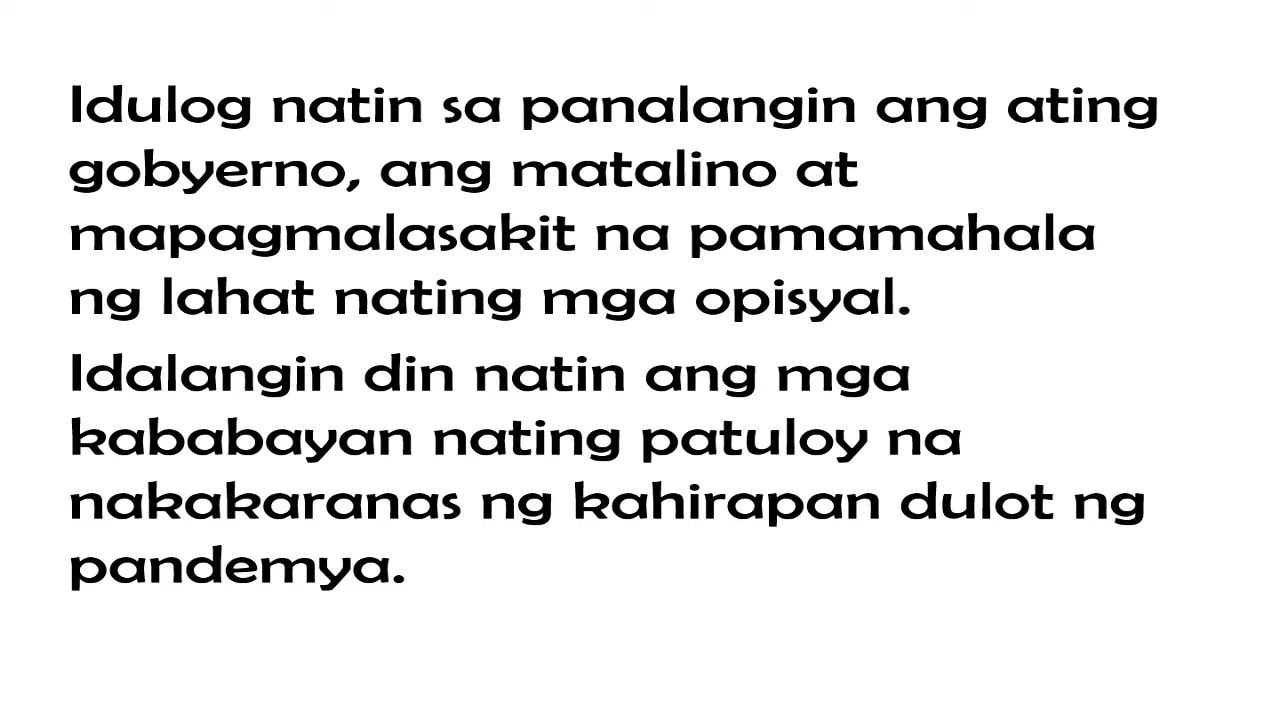 Idulog natin sa panalangin ang ating
gobyerno, ang matalino at
mapagmalasakit na pamamahala
ng lahat nating mga opisyal.
Idalangin din natin ang mga
kababayan nating patuloy na
nakakaranas ng kahirapan dulot ng
pandemya.